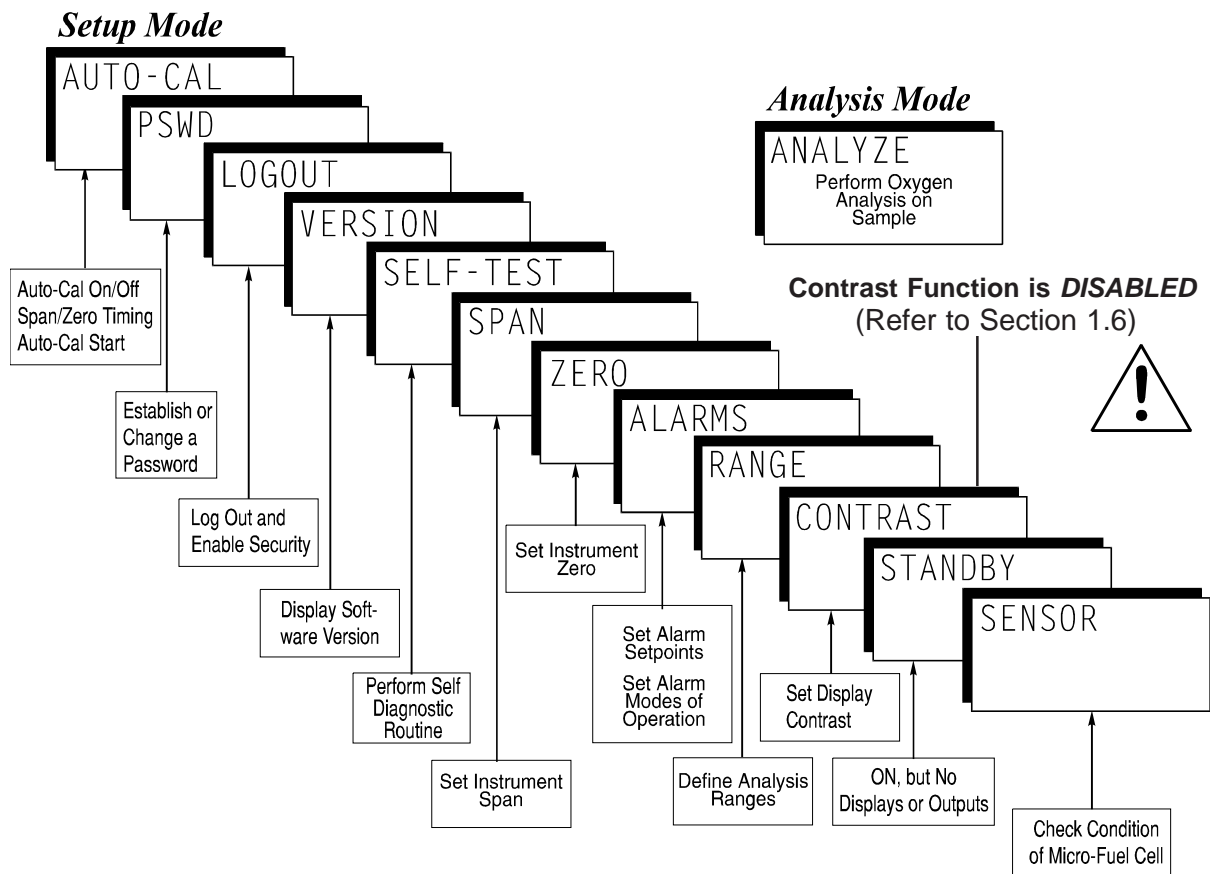 Setup Mode
AUTO-CAL
PSWD
LOGOUT
VERSION
SELF-TEST
SPAN
ZERO
ALARMS
RANGE
CONTRAST
STANDBY
SENSOR
Analysis Mode
ANALYZE
Perform Oxygen
Analysis on
Sample
Contrast Function is DISABLED
(Refer to Section 1.6)
!
Auto-Cal On/Off
Span/Zero Timing
Auto-Cal Start
Establish or
Change a
Password
Log Out and
Enable Security
Display Soft-
ware Version
Perform Self
Diagnostic
Routine
Set Instrument
Span
Set Instrument
Zero
Set Alarm
Setpoints
Set Alarm
Modes of
Operation
Define Analysis
Ranges
Set Display
Contrast
ON, but No
Displays or Outputs
Check Condition
of Micro-Fuel Cell